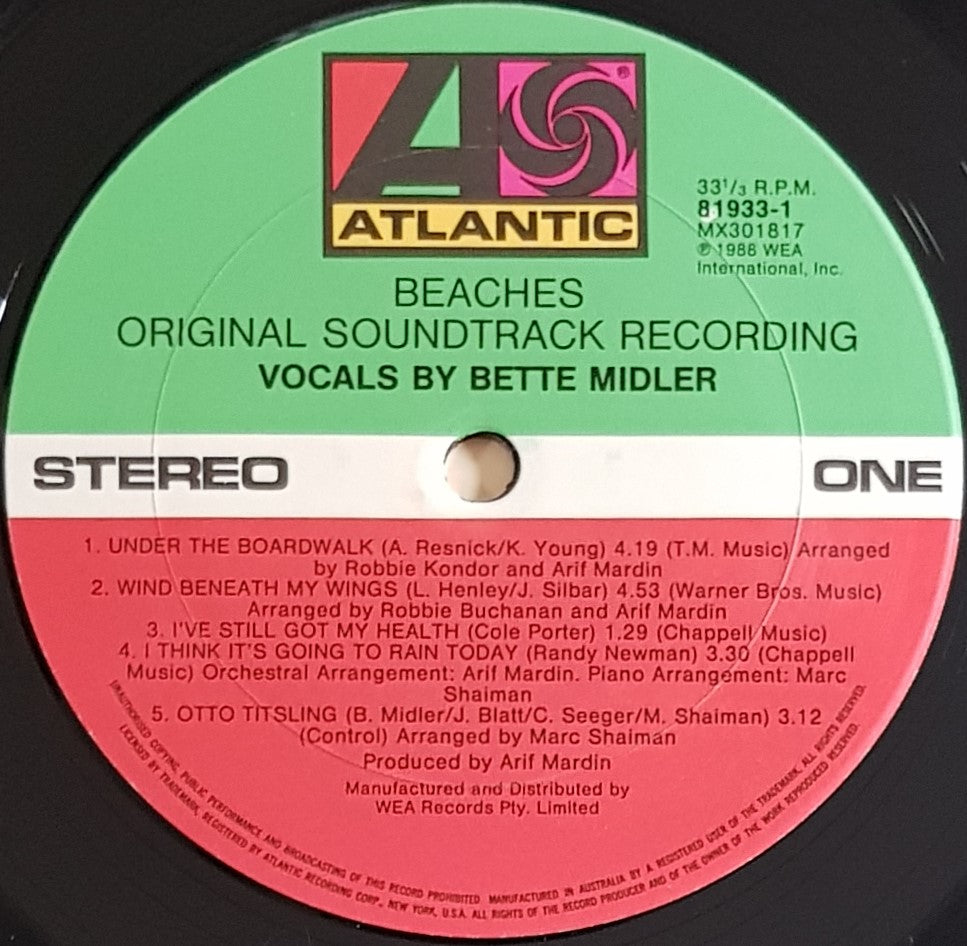 A
®
ATLANTIC
33⅓ R.P.M.
81933-1
MX301817
℗ 1988 WEA
International, Inc.
BEACHES
ORIGINAL SOUNDTRACK RECORDING
VOCALS BY BETTE MIDLER
STEREO
ONE
1. UNDER THE BOARDWALK (A. Resnick/K. Young) 4.19 (T.M. Music) Arranged
by Robbie Kondor and Arif Mardin
2. WIND BENEATH MY WINGS (L. Henley/J. Silbar) 4.53 (Warner Bros. Music)
Arranged by Robbie Buchanan and Arif Mardin
3. I'VE STILL GOT MY HEALTH (Cole Porter) 1.29 (Chappell Music)
4. I THINK IT'S GOING TO RAIN TODAY (Randy Newman) 3.30 (Chappell
Music) Orchestral Arrangement: Arif Mardin. Piano Arrangement: Marc
Shaiman
5. OTTO TITSLING (B. Midler/J. Blatt/C. Seeger/M. Shaiman) 3.12
(Control) Arranged by Marc Shaiman
Produced by Arif Mardin
Manufactured and Distributed by
WEA Records Pty. Limited
UNAUTHORISED COPYING, PUBLIC PERFORMANCE AND BROADCASTING OF THIS RECORD PROHIBITED. MANUFACTURED IN AUSTRALIA BY A REGISTERED USER OF THE TRADEMARK. ALL RIGHTS RESERVED.
LICENSED BY TRADEMARK, REGISTERED BY ATLANTIC RECORDING CORP., NEW YORK, U.S.A. ALL RIGHTS OF THE RECORD PRODUCER AND OF THE OWNER OF THE WORK REPRODUCED RESERVED.